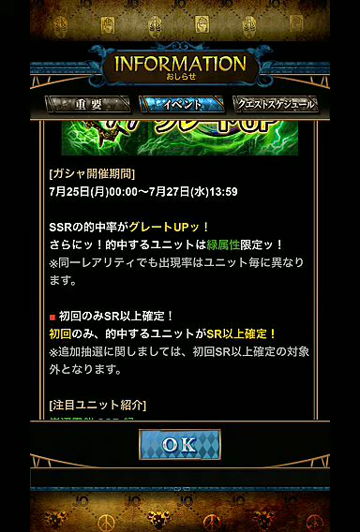 INFORMATION
おしらせ
重要 イベント クエストスケジュール
グレートUP
[ガシャ開催期間]
7月25日(月)00:00〜7月27日(水)13:59
SSRの的中率がグレートUPッ！
さらにッ！的中するユニットは緑属性限定ッ！
※同一レアリティでも出現率はユニット毎に異なり
ます。
■ 初回のみSR以上確定！
初回のみ、的中するユニットがSR以上確定！
※追加抽選に関しましては、初回SR以上確定の対象
外となります。
[注目ユニット紹介]
OK